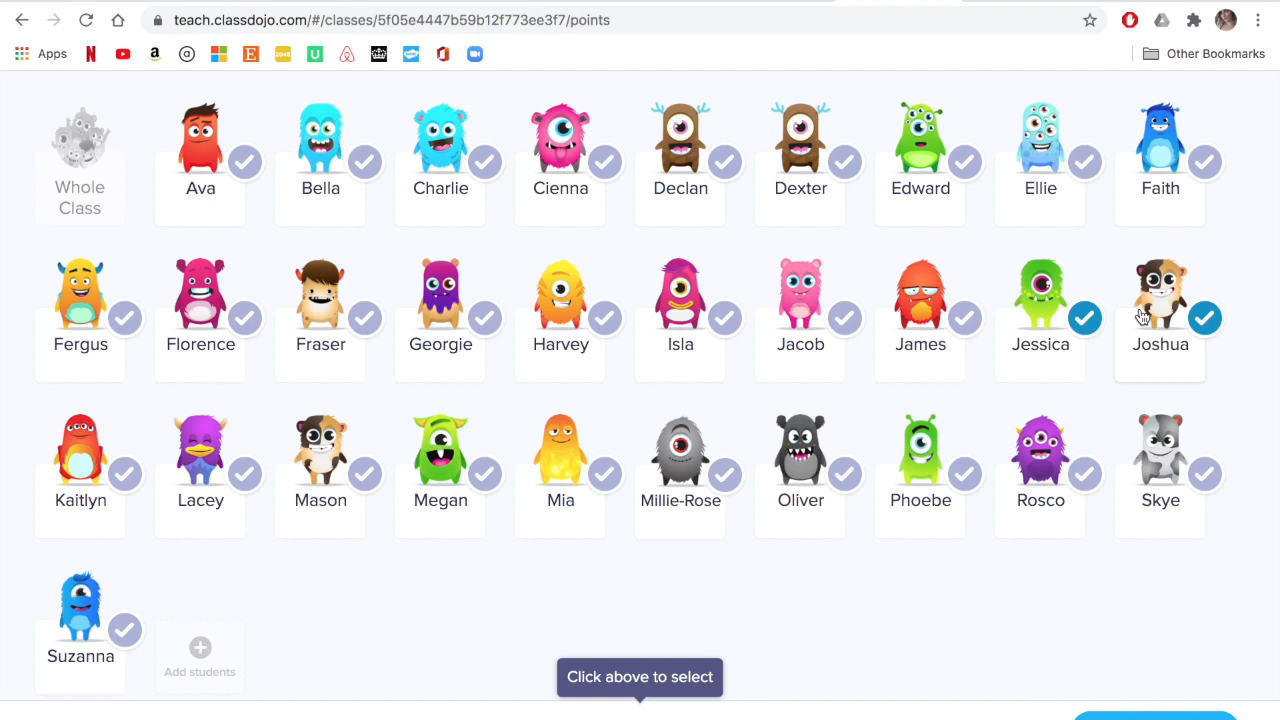 teach.classdojo.com/#/classes/5f05e4447b59b12f773ee3f7/points
Apps
N
a
a
E
2048
U
Other Bookmarks
Whole
Class
Ava
Bella
Charlie
Cienna
Declan
Dexter
Edward
Ellie
Faith
Fergus
Florence
Fraser
Georgie
Harvey
Isla
Jacob
James
Jessica
Joshua
Kaitlyn
Lacey
Mason
Megan
Mia
Millie-Rose
Oliver
Phoebe
Rosco
Skye
Suzanna
Add students
Click above to select